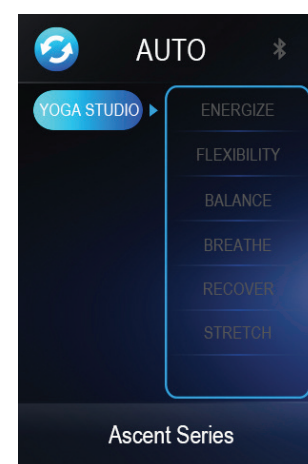 AUTO
YOGA STUDIO
ENERGIZE
FLEXIBILITY
BALANCE
BREATHE
RECOVER
STRETCH
Ascent Series